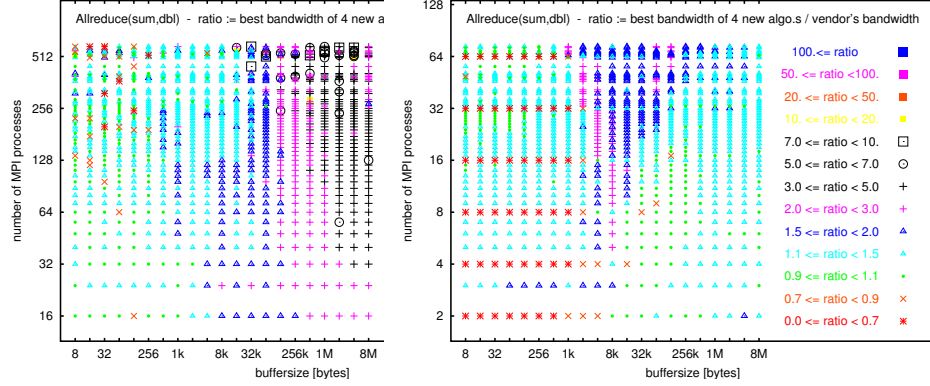 Allreduce(sum,dbl) - ratio := best bandwidth of 4 new a
number of MPI processes
512
256
128
64
32
16
8 32 256 1k 8k 32k 256k 1M 8M
buffersize [bytes]
Allreduce(sum,dbl) - ratio := best bandwidth of 4 new algo.s / vendor's bandwidth
number of MPI processes
128
64
32
16
8
4
2
8 32 256 1k 8k 32k 256k 1M 8M
buffersize [bytes]
100.<= ratio
50. <= ratio <100.
20. <= ratio < 50.
10. <= ratio < 20.
7.0 <= ratio < 10.
5.0 <= ratio < 7.0
3.0 <= ratio < 5.0
2.0 <= ratio < 3.0
1.5 <= ratio < 2.0
1.1 <= ratio < 1.5
0.9 <= ratio < 1.1
0.7 <= ratio < 0.9
0.0 <= ratio < 0.7